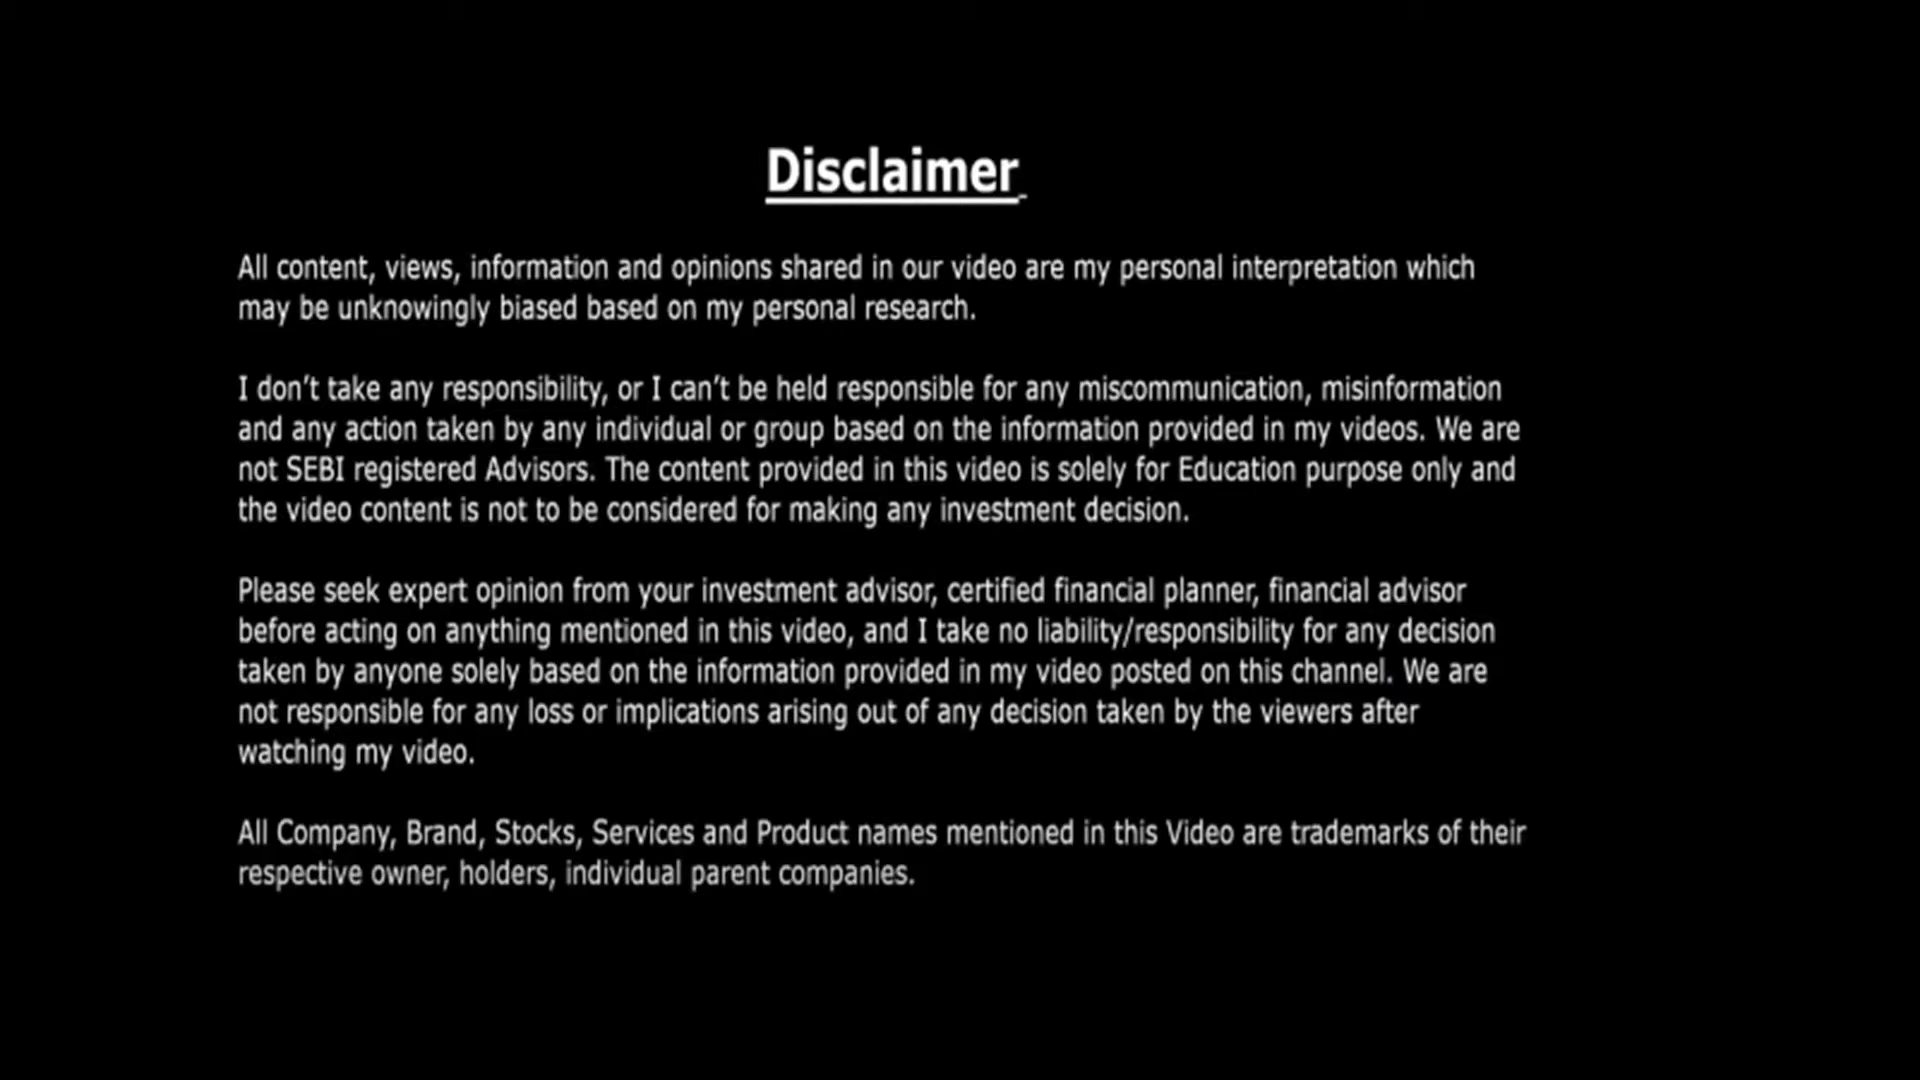 Disclaimer
All content, views, information and opinions shared in our video are my personal interpretation which
may be unknowingly biased based on my personal research.
I don’t take any responsibility, or I can’t be held responsible for any miscommunication, misinformation
and any action taken by any individual or group based on the information provided in my videos. We are
not SEBI registered Advisors. The content provided in this video is solely for Education purpose only and
the video content is not to be considered for making any investment decision.
Please seek expert opinion from your investment advisor, certified financial planner, financial advisor
before acting on anything mentioned in this video, and I take no liability/responsibility for any decision
taken by anyone solely based on the information provided in my video posted on this channel. We are
not responsible for any loss or implications arising out of any decision taken by the viewers after
watching my video.
All Company, Brand, Stocks, Services and Product names mentioned in this Video are trademarks of their
respective owner, holders, individual parent companies.